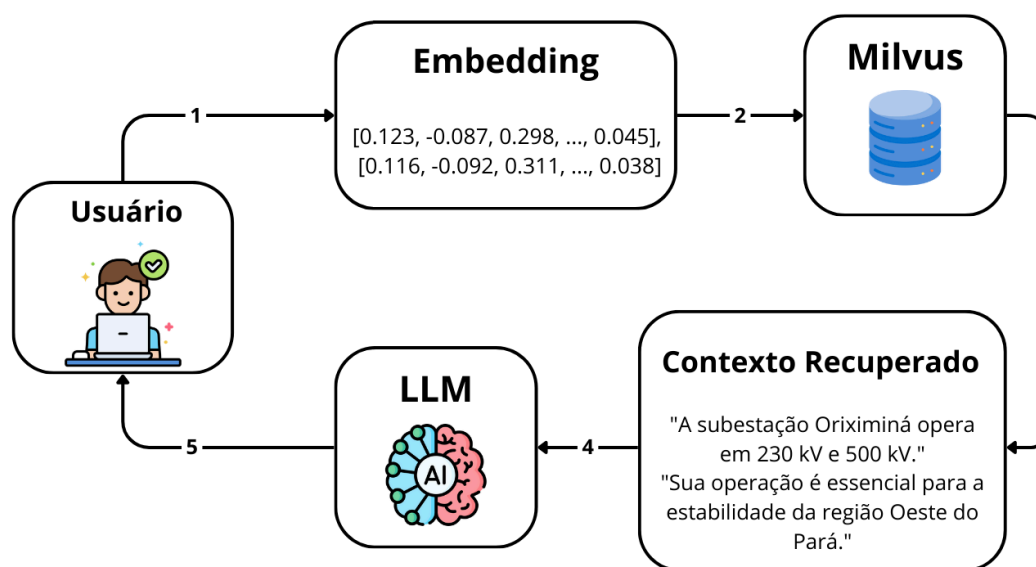 Embedding
[0.123, -0.087, 0.298, ..., 0.045],
[0.116, -0.092, 0.311, ..., 0.038]
Milvus
1
2
Usuário
Contexto Recuperado
"A subestação Oriximiná opera
em 230 kV e 500 kV."
"Sua operação é essencial para a
estabilidade da região Oeste do
Pará."
LLM
AI
4
5